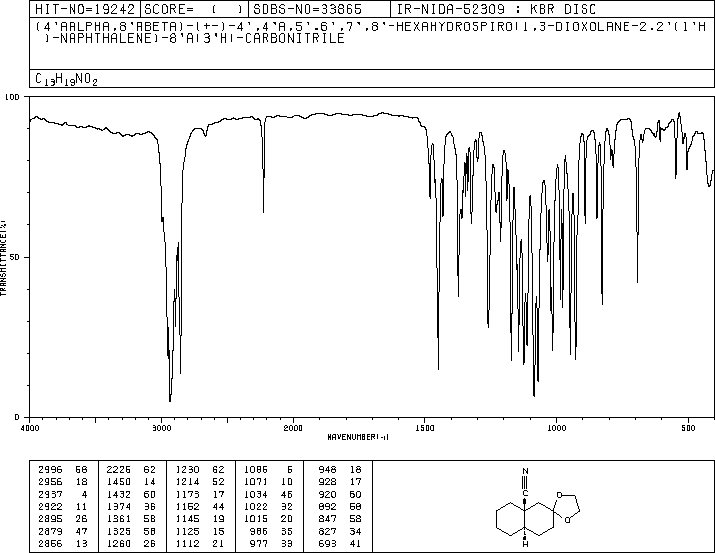 HIT-NO=19242 SCORE= ( ) SDBS-NO=33865 IR-NIDA-52309 : KBR DISC
(4'AALPHA,8'ABETA)-(+-)-4',4'A,5',6',7',8'-HEXAHYDROSPIRO(1,3-DIOXOLANE-2,2'(1'H
)-NAPHTHALENE)-8'A(3'H)-CARBONITRILE
C13H19NO2
100
50
0
TRANSMITTANCE(%)
4000 3000 2000 1500 1000 500
WAVENUMBER(-1)
2996 58 2226 62 1230 62 1086 6 948 18
2956 18 1450 14 1214 52 1071 10 928 17
2937 4 1432 60 1173 17 1034 46 920 60
2922 11 1374 36 1162 44 1022 32 892 58
2895 26 1361 58 1145 19 1015 20 847 58
2879 47 1325 58 1125 15 986 35 827 34
2856 13 1260 26 1112 21 977 33 693 41
N
C
O
O
H